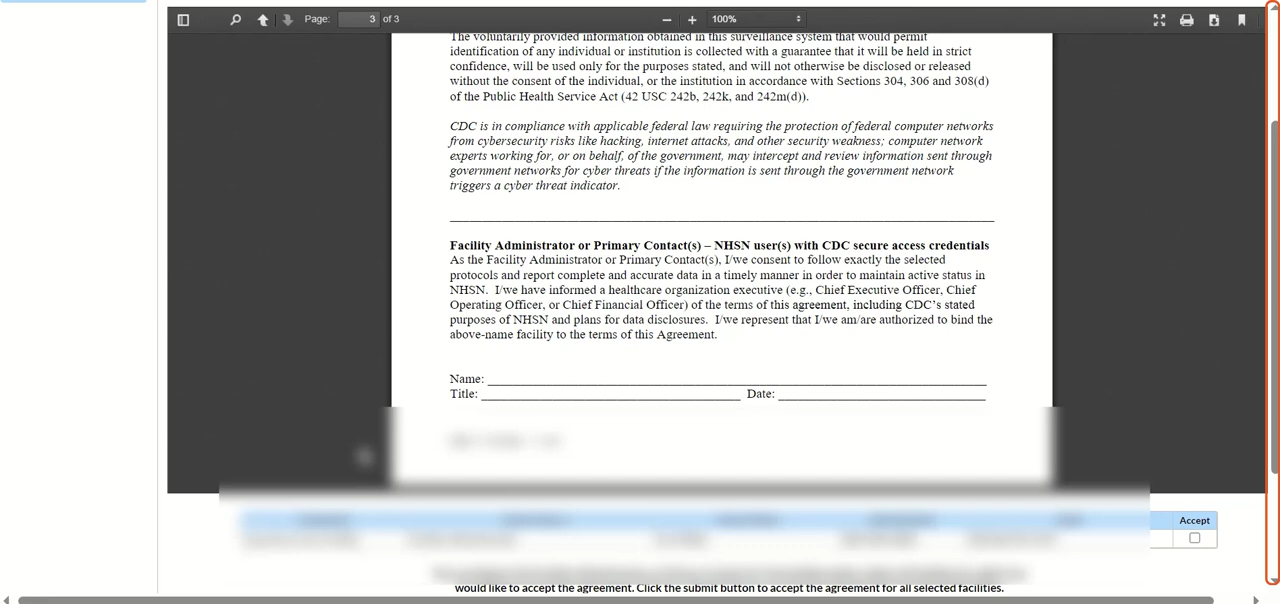 Page: 3 of 3 100%
The voluntarily provided information obtained in this surveillance system that would permit
identification of any individual or institution is collected with a guarantee that it will be held in strict
confidence, will be used only for the purposes stated, and will not otherwise be disclosed or released
without the consent of the individual, or the institution in accordance with Sections 304, 306 and 308(d)
of the Public Health Service Act (42 USC 242b, 242k, and 242m(d)).
CDC is in compliance with applicable federal law requiring the protection of federal computer networks
from cybersecurity risks like hacking, internet attacks, and other security weakness; computer network
experts working for, or on behalf, of the government, may intercept and review information sent through
government networks for cyber threats if the information is sent through the government network
triggers a cyber threat indicator.
Facility Administrator or Primary Contact(s) – NHSN user(s) with CDC secure access credentials
As the Facility Administrator or Primary Contact(s), I/we consent to follow exactly the selected
protocols and report complete and accurate data in a timely manner in order to maintain active status in
NHSN. I/we have informed a healthcare organization executive (e.g., Chief Executive Officer, Chief
Operating Officer, or Chief Financial Officer) of the terms of this agreement, including CDC's stated
purposes of NHSN and plans for data disclosures. I/we represent that I/we am/are authorized to bind the
above-name facility to the terms of this Agreement.
Name:
Title: Date:
Accept
would like to accept the agreement. Click the submit button to accept the agreement for all selected facilities.